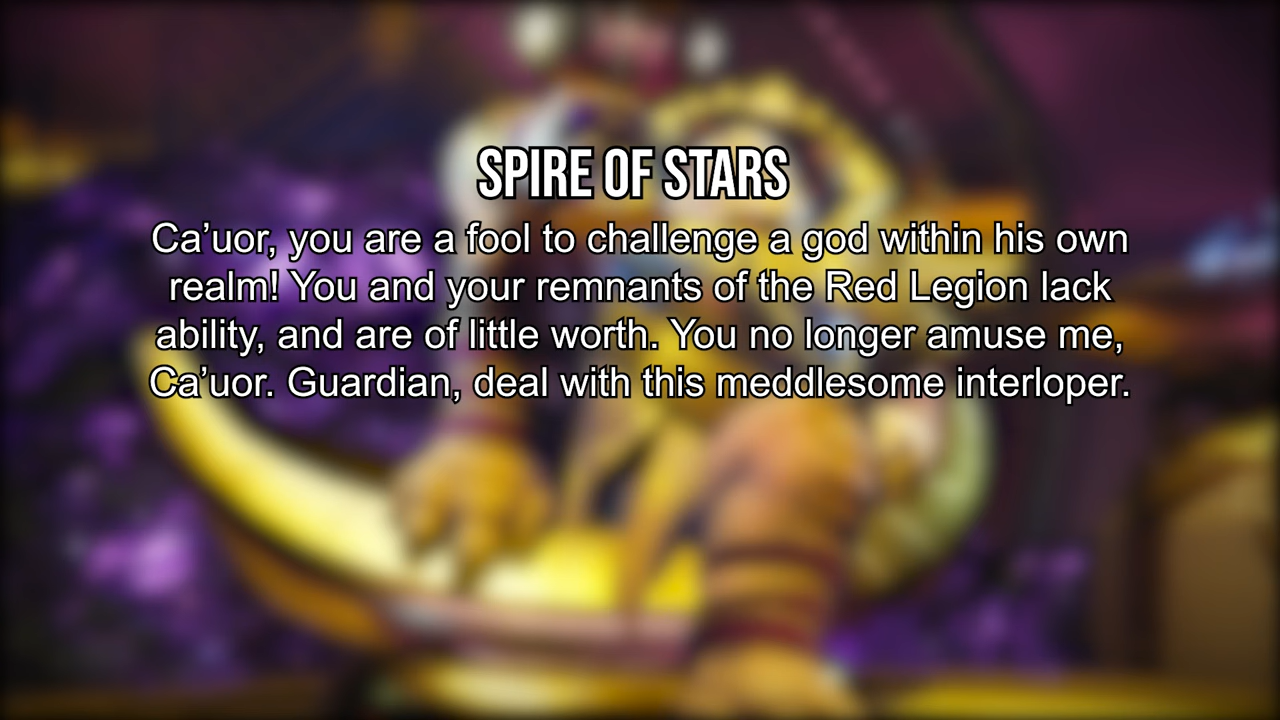 SPIRE OF STARS
Ca’uor, you are a fool to challenge a god within his own
realm! You and your remnants of the Red Legion lack
ability, and are of little worth. You no longer amuse me,
Ca’uor. Guardian, deal with this meddlesome interloper.